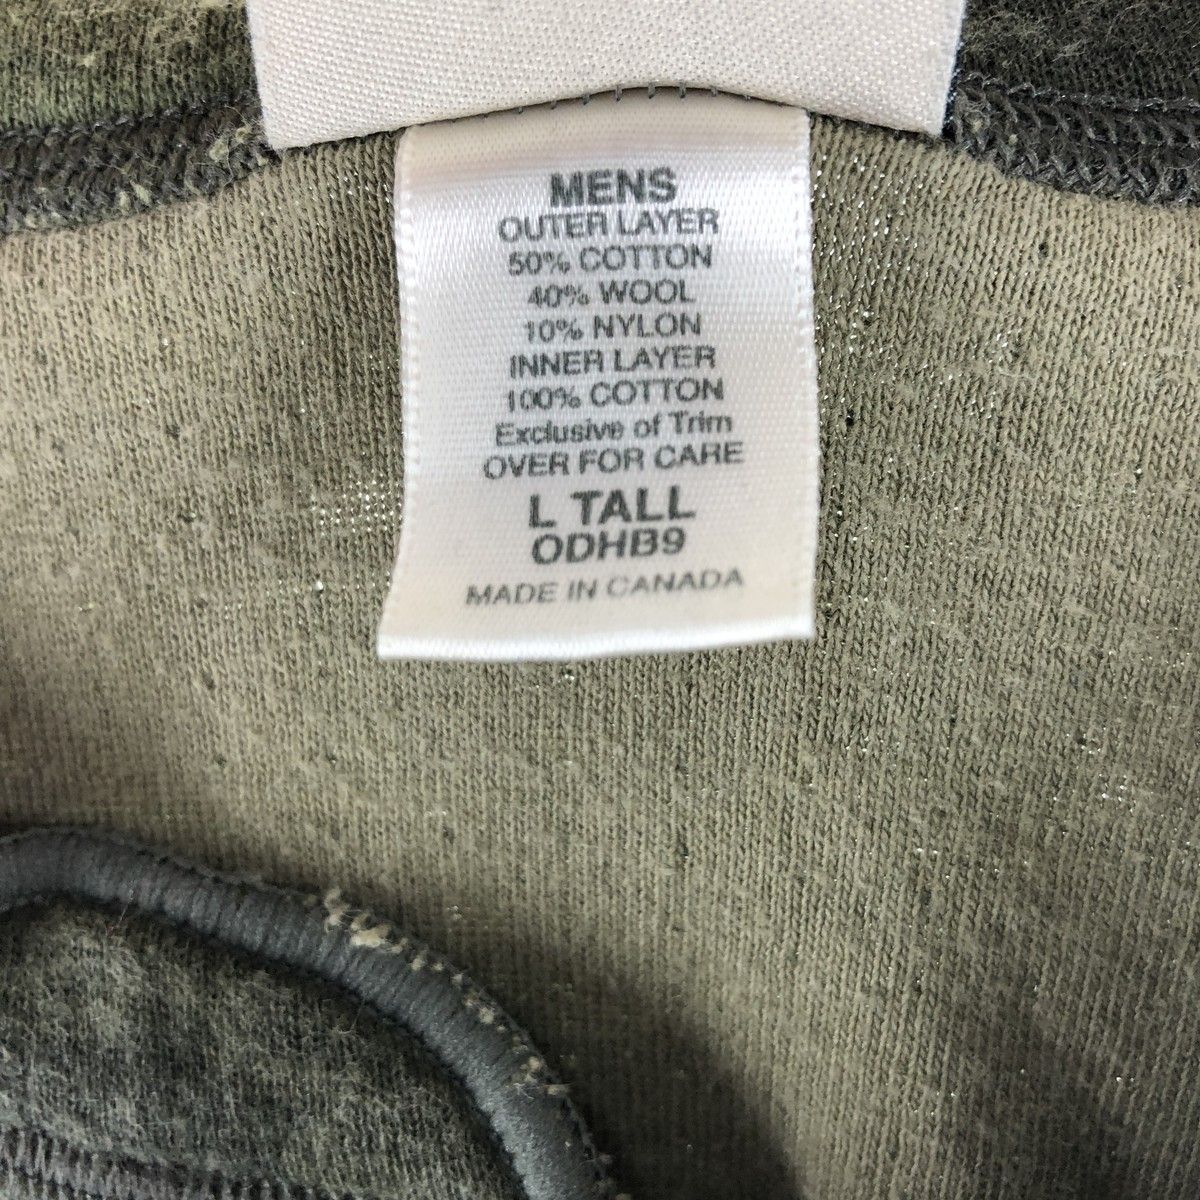 MENS
OUTER LAYER
50% COTTON
40% WOOL
10% NYLON
INNER LAYER
100% COTTON
Exclusive of Trim
OVER FOR CARE
L TALL
ODHB9
MADE IN CANADA